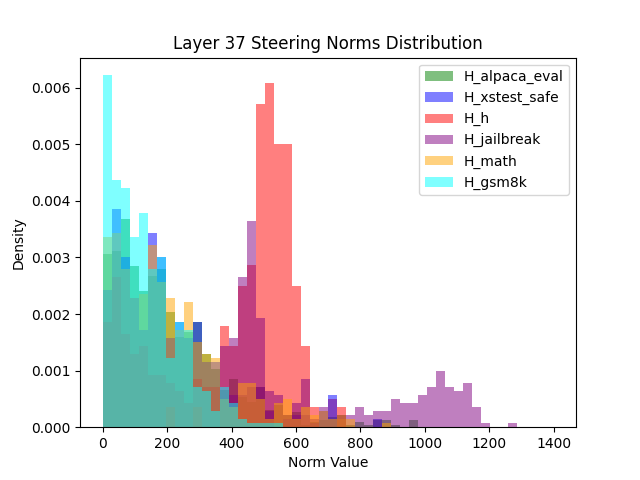 Layer 37 Steering Norms Distribution
H_alpaca_eval
H_xstest_safe
H_h
H_jailbreak
H_math
H_gsm8k
0.006
0.005
0.004
0.003
0.002
0.001
0.000
Density
0 200 400 600 800 1000 1200 1400
Norm Value